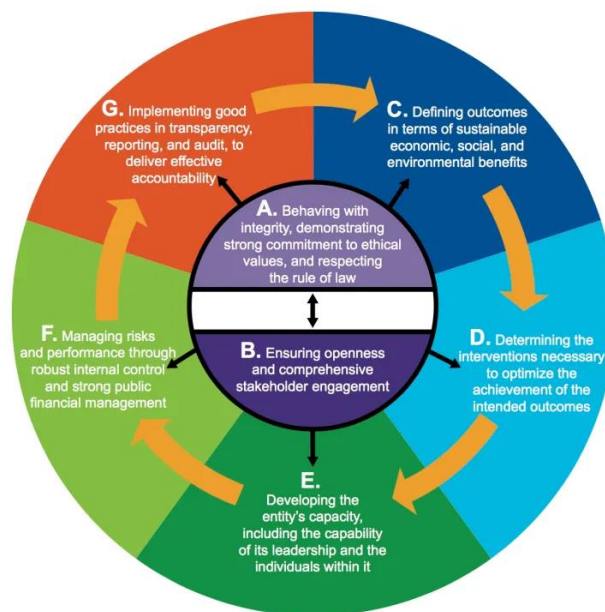 G. Implementing good
practices in transparency,
reporting, and audit, to
deliver effective
accountability
C. Defining outcomes
in terms of sustainable
economic, social, and
environmental benefits
A. Behaving with
integrity, demonstrating
strong commitment to ethical
values, and respecting
the rule of law
B. Ensuring openness
and comprehensive
stakeholder engagement
D. Determining the
interventions necessary
to optimize the
achievement of the
intended outcomes
E.
Developing the
entity's capacity,
including the capability
of its leadership and the
individuals within it
F. Managing risks
and performance through
robust internal control
and strong public
financial management